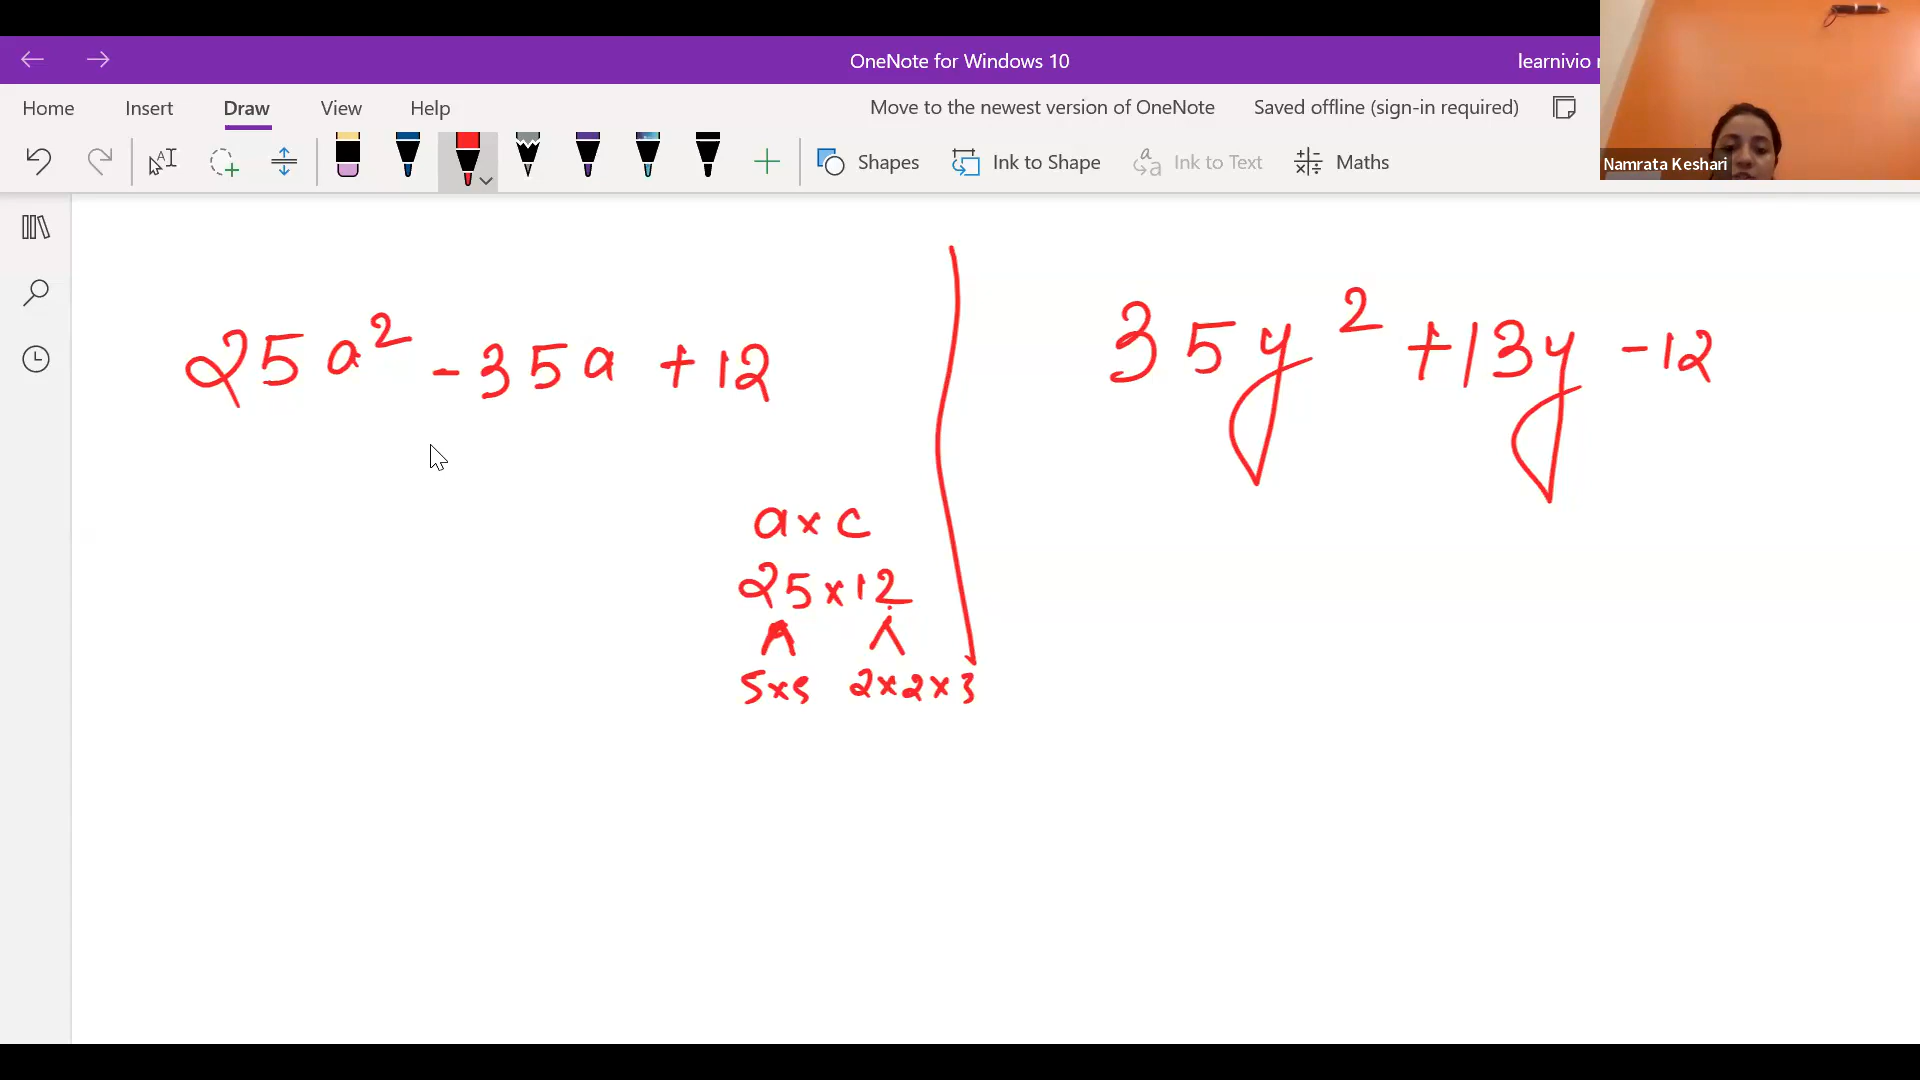 OneNote for Windows 10
learnivio
Home Insert Draw View Help
Move to the newest version of OneNote Saved offline (sign-in required)
Shapes Ink to Shape Ink to Text Maths
Namrata Keshari
25a² - 35a + 12
a × c
25 × 12
5×5 2×2×3
35y² + 13y - 12